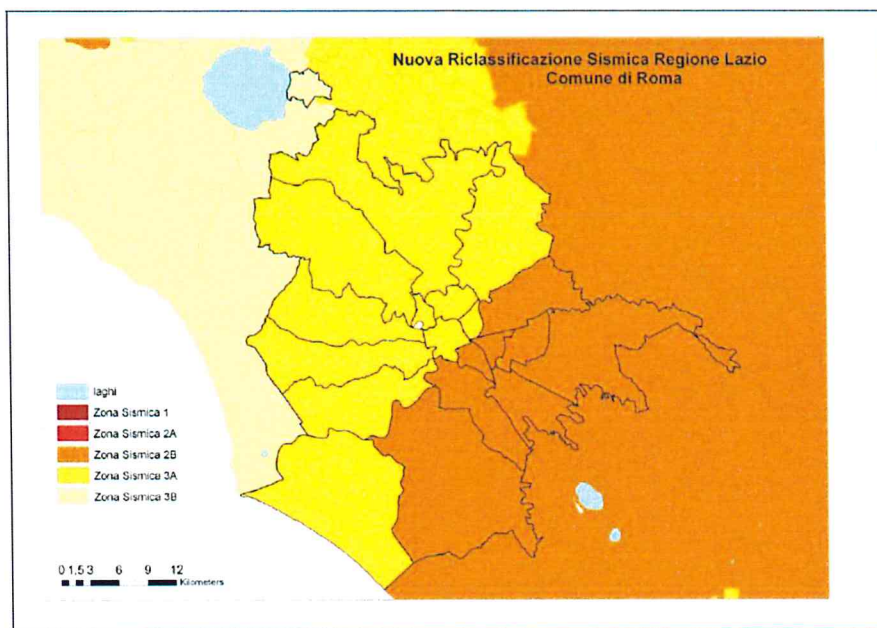 Nuova Riclassificazione Sismica Regione Lazio
Comune di Roma
laghi
Zona Sismica 1
Zona Sismica 2A
Zona Sismica 2B
Zona Sismica 3A
Zona Sismica 3B
0 1,5 3 6 9 12
Kilometers